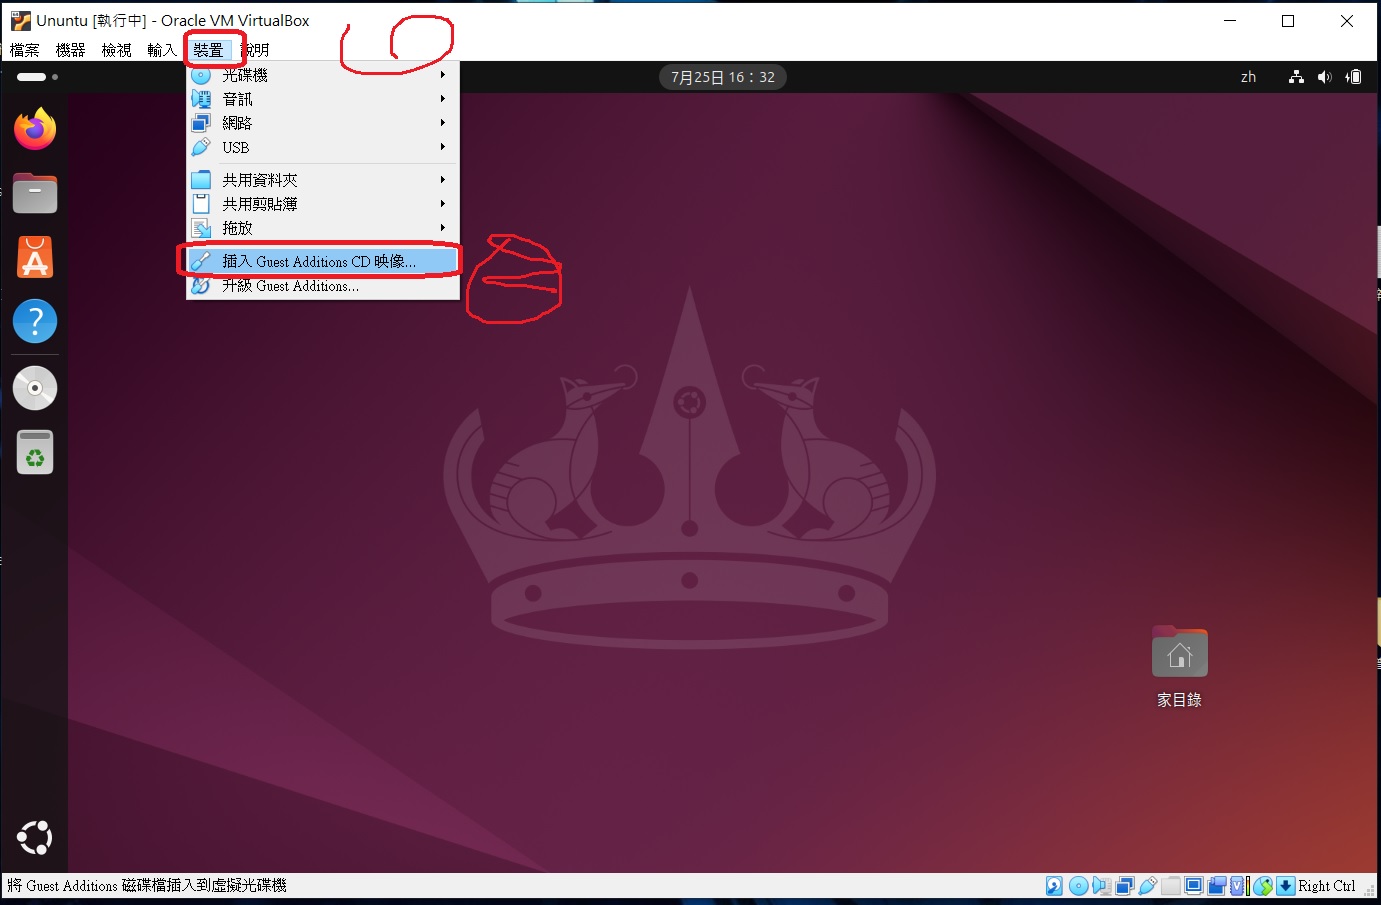 Ununtu [執行中] - Oracle VM VirtualBox
檔案 機器 檢視 輸入 裝置 說明
7月25日 16：32
zh
光碟機
音訊
網路
USB
共用資料夾
共用剪貼簿
拖放
插入 Guest Additions CD 映像...
升級 Guest Additions...
家目錄
將 Guest Additions 磁碟檔插入到虛擬光碟機
Right Ctrl